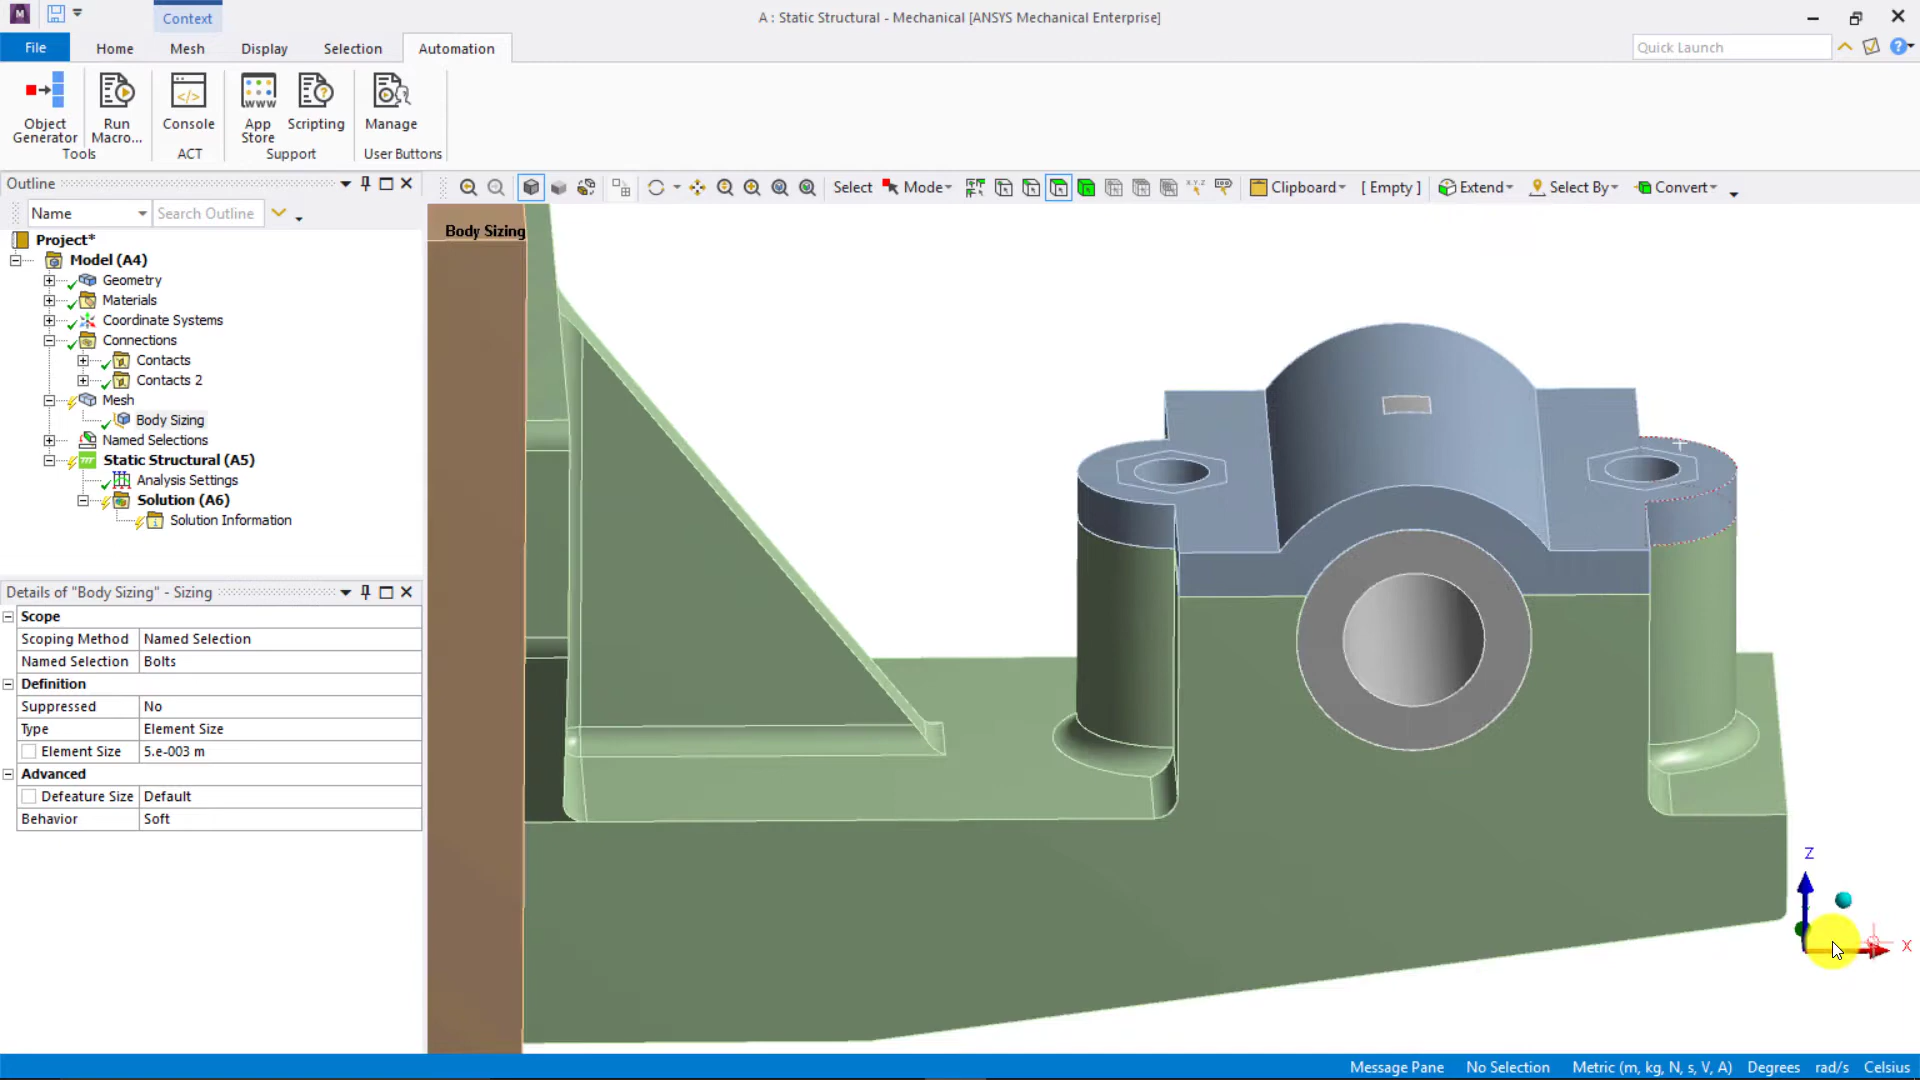 M
Context
A : Static Structural - Mechanical [ANSYS Mechanical Enterprise]
File Home Mesh Display Selection Automation
Quick Launch
Object Generator
Run Macro...
Tools
Console
ACT
www
App Store
Scripting
Support
Manage
User Buttons
Outline
Name
Search Outline
Project*
Model (A4)
Geometry
Materials
Coordinate Systems
Connections
Contacts
Contacts 2
Mesh
Body Sizing
Named Selections
Static Structural (A5)
Analysis Settings
Solution (A6)
Solution Information
Select Mode X,Y,Z Clipboard [ Empty ] Extend Select By Convert
Body Sizing
Details of "Body Sizing" - Sizing
Scope
Scoping Method Named Selection
Named Selection Bolts
Definition
Suppressed No
Type Element Size
Element Size 5.e-003 m
Advanced
Defeature Size Default
Behavior Soft
Z
X
Message Pane No Selection Metric (m, kg, N, s, V, A) Degrees rad/s Celsius